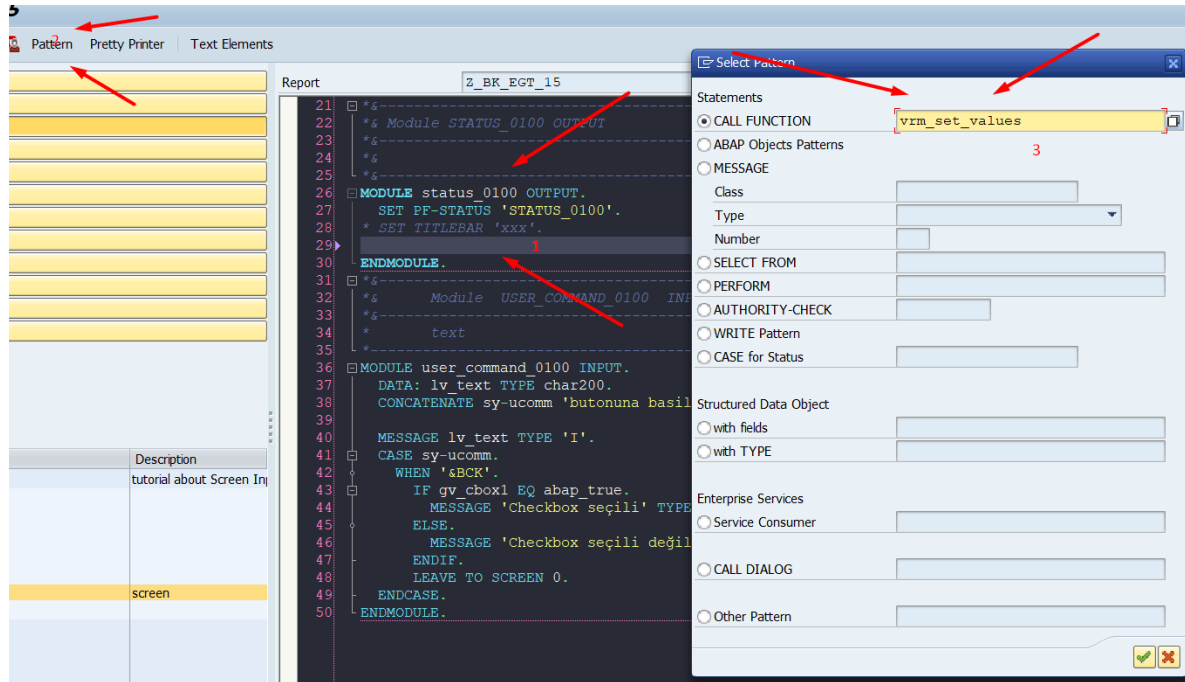 Pattern Pretty Printer Text Elements
2
Report Z_BK_EGT_15
21 *&---------------------------------------
22 *& Module STATUS_0100 OUTPUT
23 *&---------------------------------------
24 *&
25 *&---------------------------------------
26 MODULE status_0100 OUTPUT.
27 SET PF-STATUS 'STATUS_0100'.
28 * SET TITLEBAR 'xxx'.
29
1
30 ENDMODULE.
31 *&---------------------------------------
32 *& Module USER_COMMAND_0100 INP
33 *&---------------------------------------
34 * text
35 *----------------------------------------
36 MODULE user_command_0100 INPUT.
37 DATA: lv_text TYPE char200.
38 CONCATENATE sy-ucomm 'butonuna basil
39
40 MESSAGE lv_text TYPE 'I'.
41 CASE sy-ucomm.
42 WHEN '&BCK'.
43 IF gv_cbox1 EQ abap_true.
44 MESSAGE 'Checkbox seçili' TYPE
45 ELSE.
46 MESSAGE 'Checkbox seçili değil
47 ENDIF.
48 LEAVE TO SCREEN 0.
49 ENDCASE.
50 ENDMODULE.
Description
tutorial about Screen In
screen
Select Pattern
Statements
CALL FUNCTION vrm_set_values
3
ABAP Objects Patterns
MESSAGE
Class
Type
Number
SELECT FROM
PERFORM
AUTHORITY-CHECK
WRITE Pattern
CASE for Status
Structured Data Object
with fields
with TYPE
Enterprise Services
Service Consumer
CALL DIALOG
Other Pattern